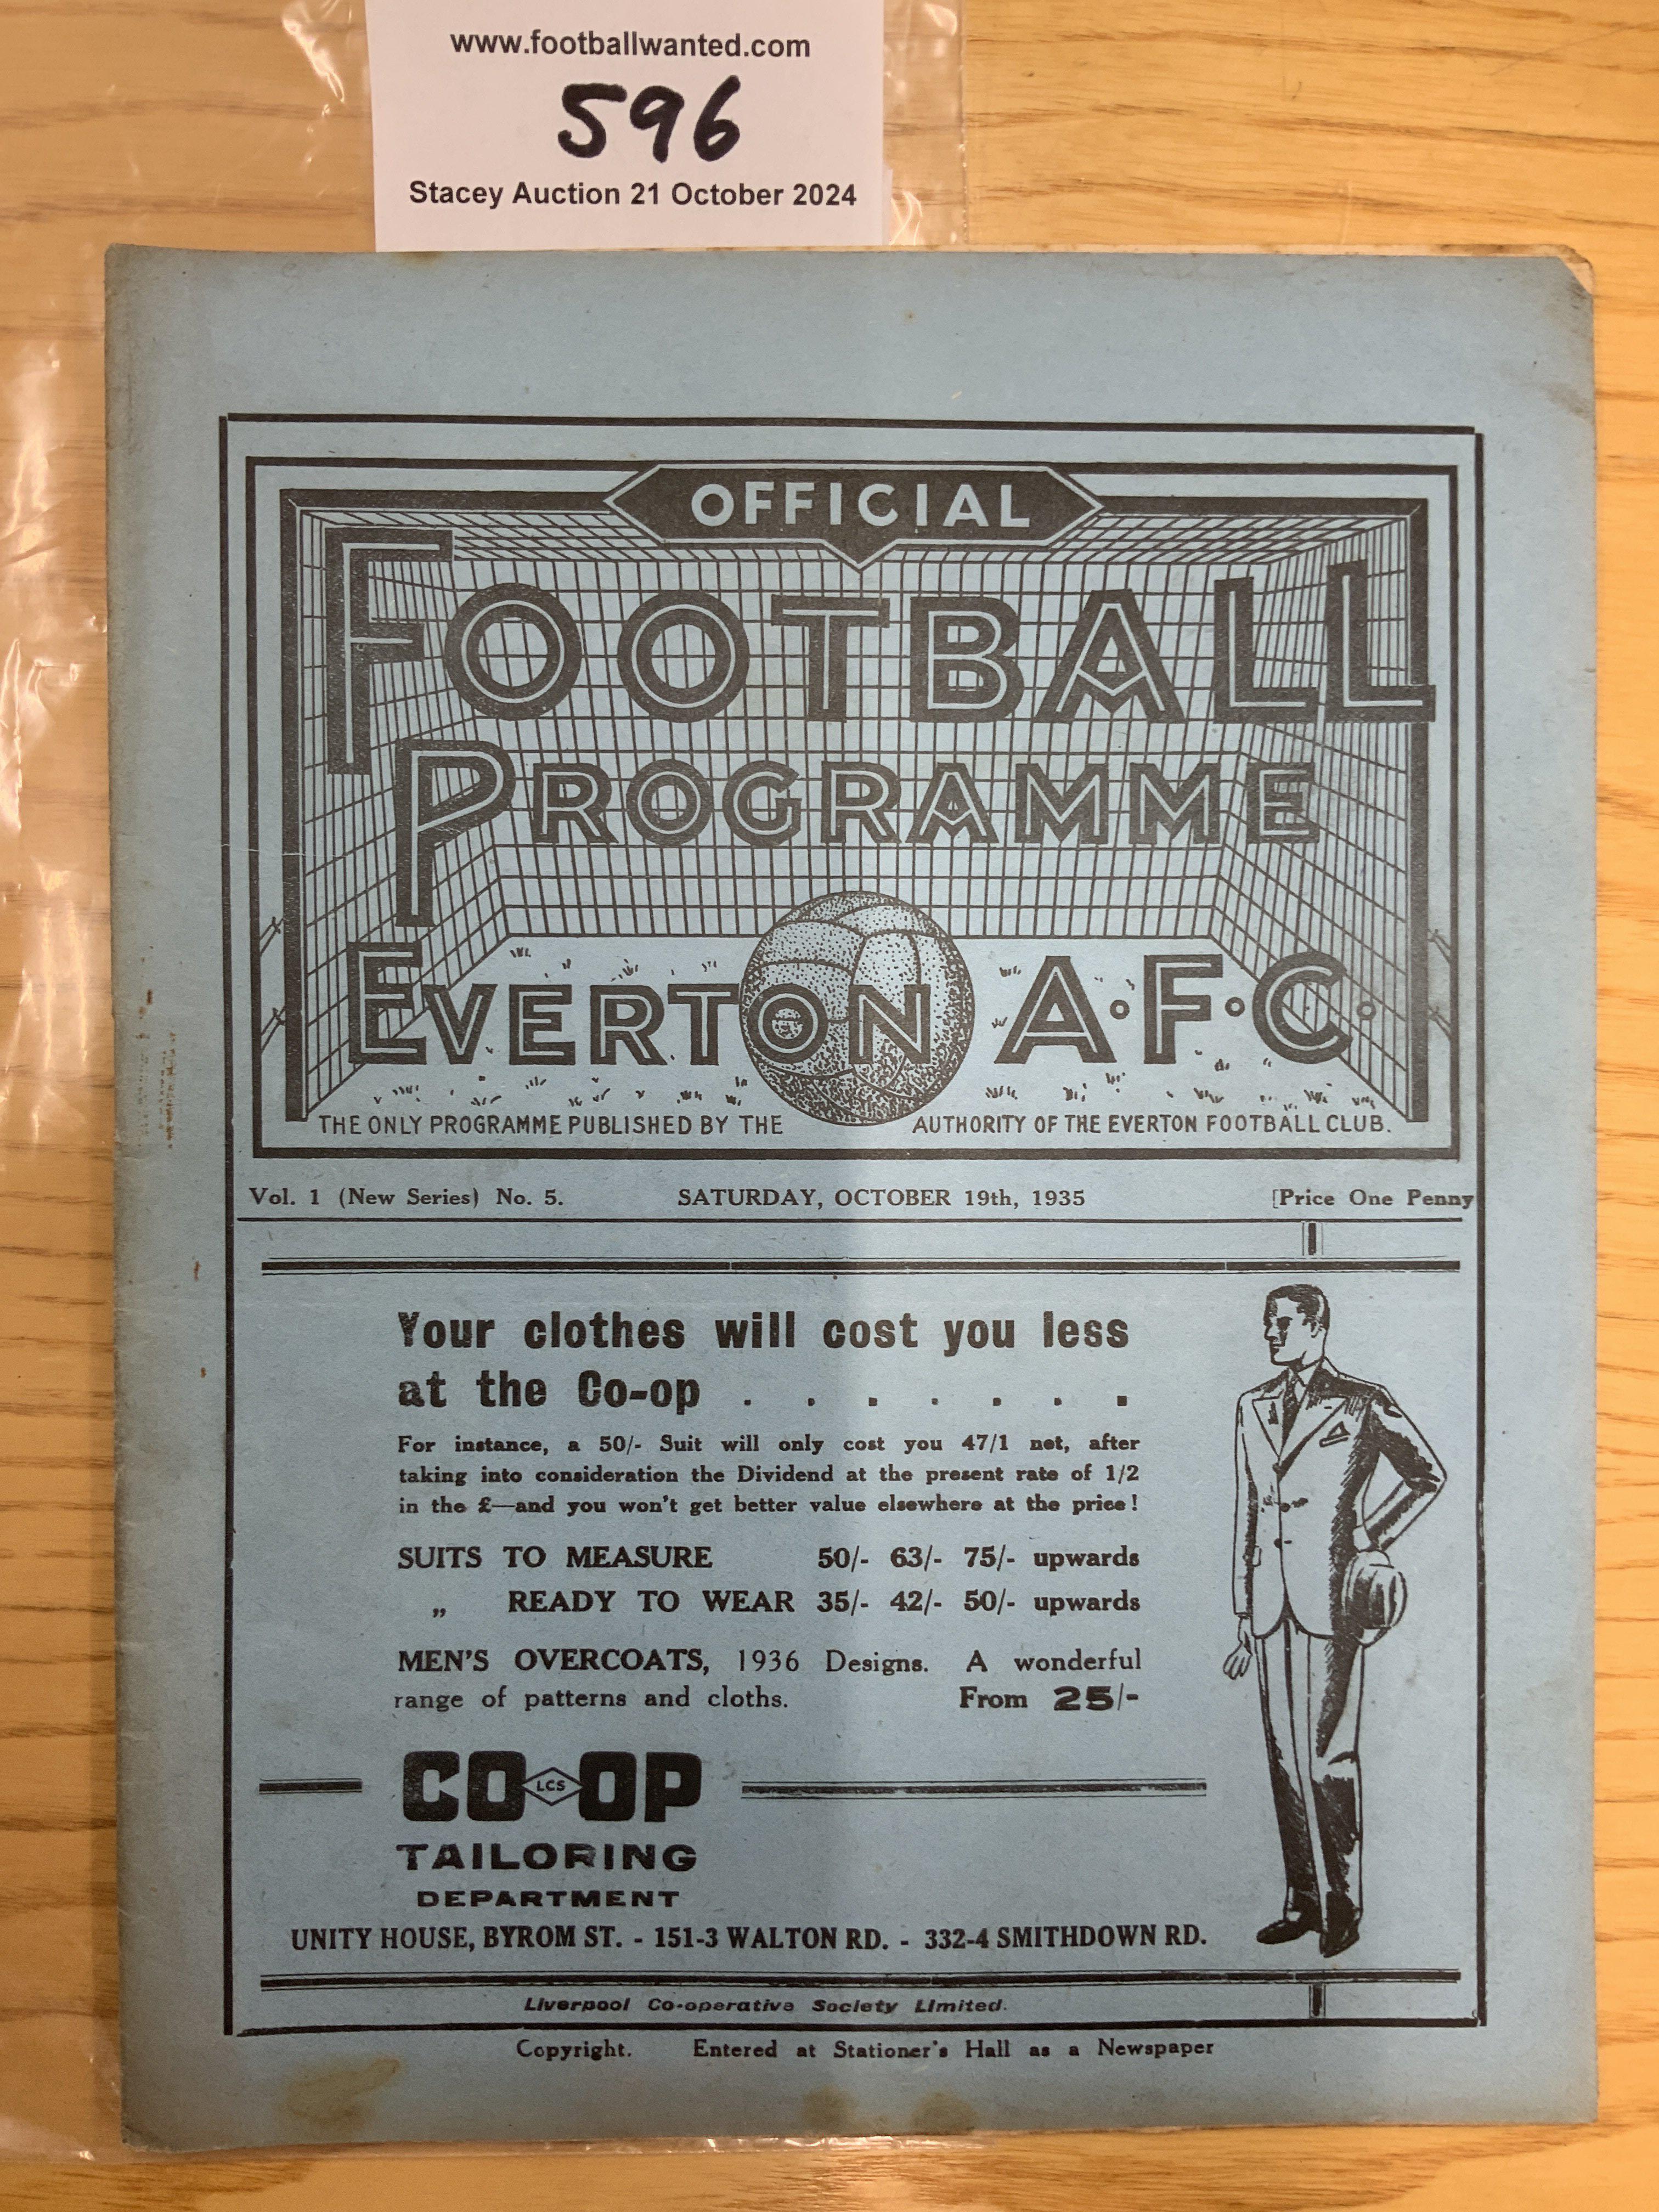 www.footballwanted.com
596
Stacey Auction 21 October 2024
OFFICIAL
FOOTBALL
PROGRAMME
EVERTON A.F.C.
THE ONLY PROGRAMME PUBLISHED BY THE AUTHORITY OF THE EVERTON FOOTBALL CLUB.
Vol. 1 (New Series) No. 5. SATURDAY, OCTOBER 19th, 1935 [Price One Penny
Your clothes will cost you less
at the Co-op . . . . . . .
For instance, a 50/- Suit will only cost you 47/1 net, after
taking into consideration the Dividend at the present rate of 1/2
in the £—and you won't get better value elsewhere at the price!
SUITS TO MEASURE 50/- 63/- 75/- upwards
„ READY TO WEAR 35/- 42/- 50/- upwards
MEN'S OVERCOATS, 1936 Designs. A wonderful
range of patterns and cloths. From 25/-
CO LCS OP
TAILORING
DEPARTMENT
UNITY HOUSE, BYROM ST. - 151-3 WALTON RD. - 332-4 SMITHDOWN RD.
Liverpool Co-operative Society Limited.
Copyright. Entered at Stationer's Hall as a Newspaper